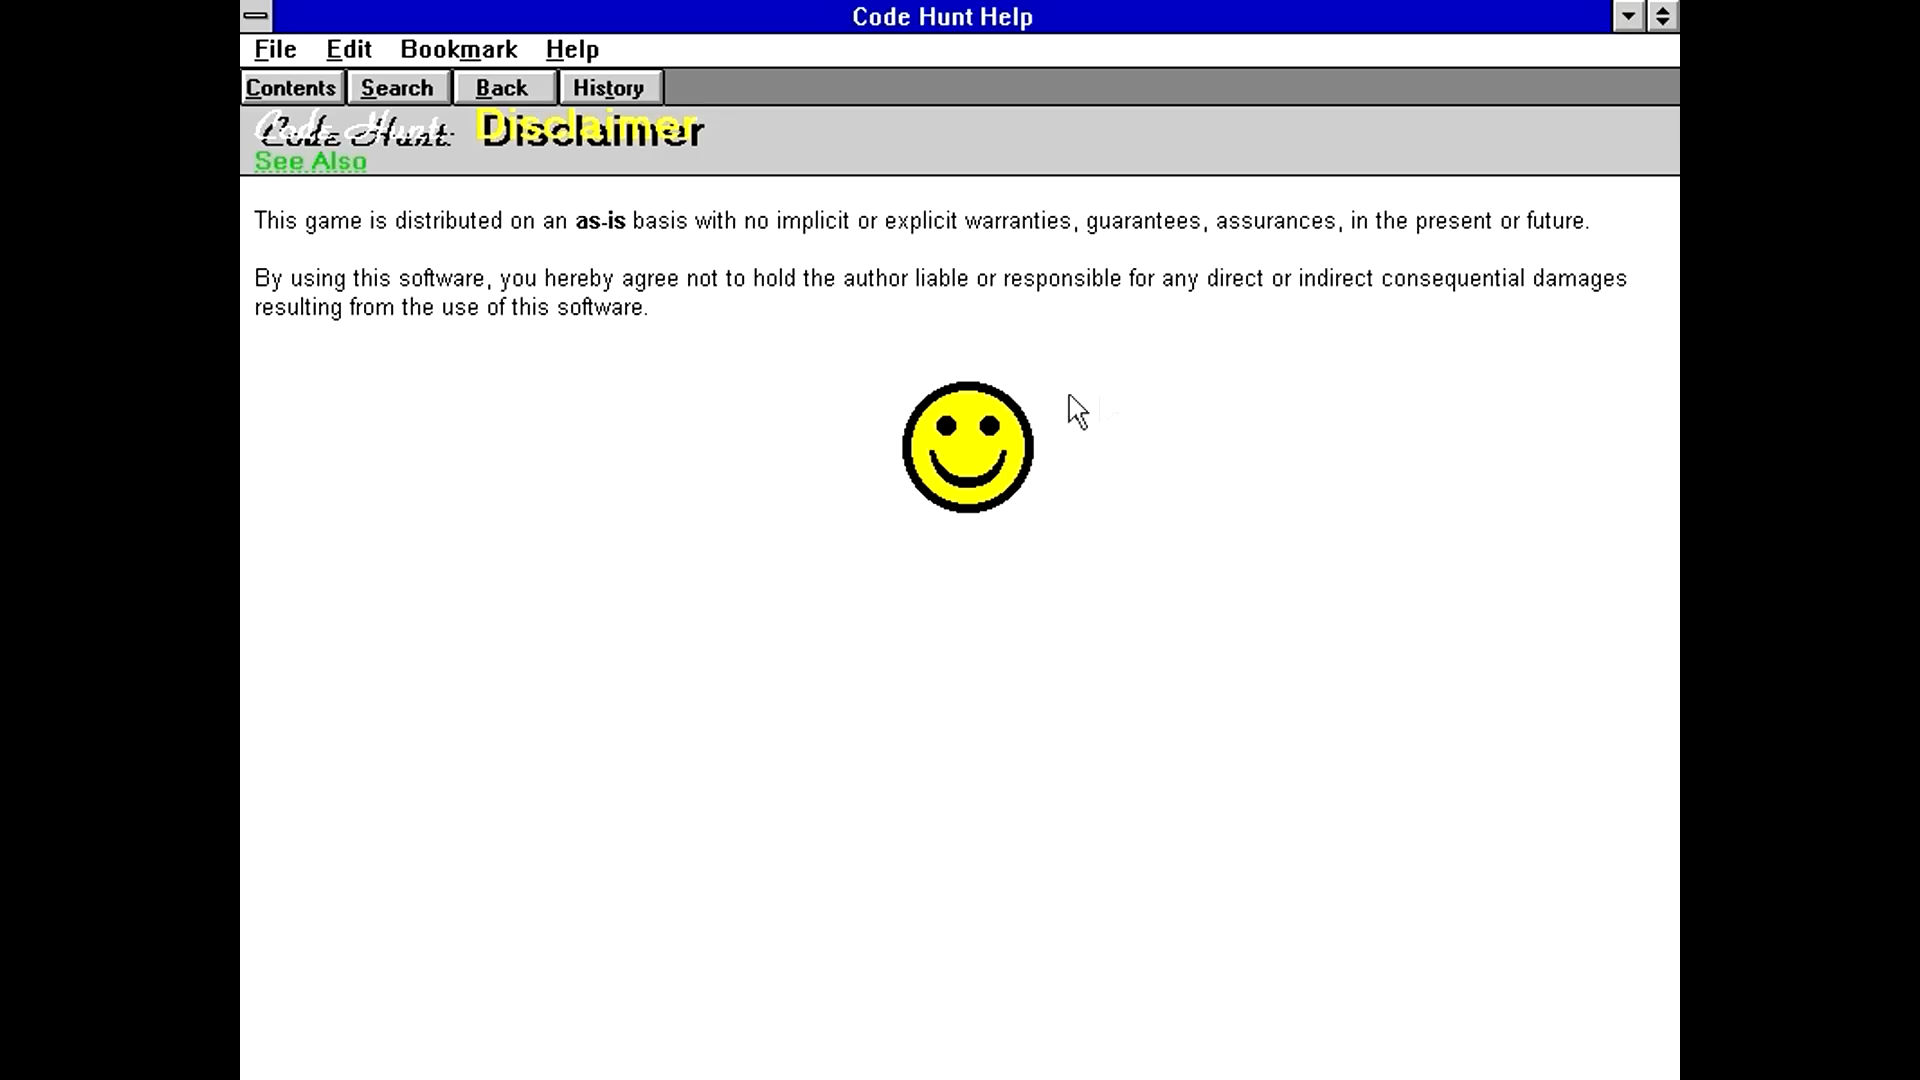 Code Hunt Help
File Edit Bookmark Help
Contents Search Back History
Code Hunt: Disclaimer
See Also
This game is distributed on an as-is basis with no implicit or explicit warranties, guarantees, assurances, in the present or future.
By using this software, you hereby agree not to hold the author liable or responsible for any direct or indirect consequential damages
resulting from the use of this software.